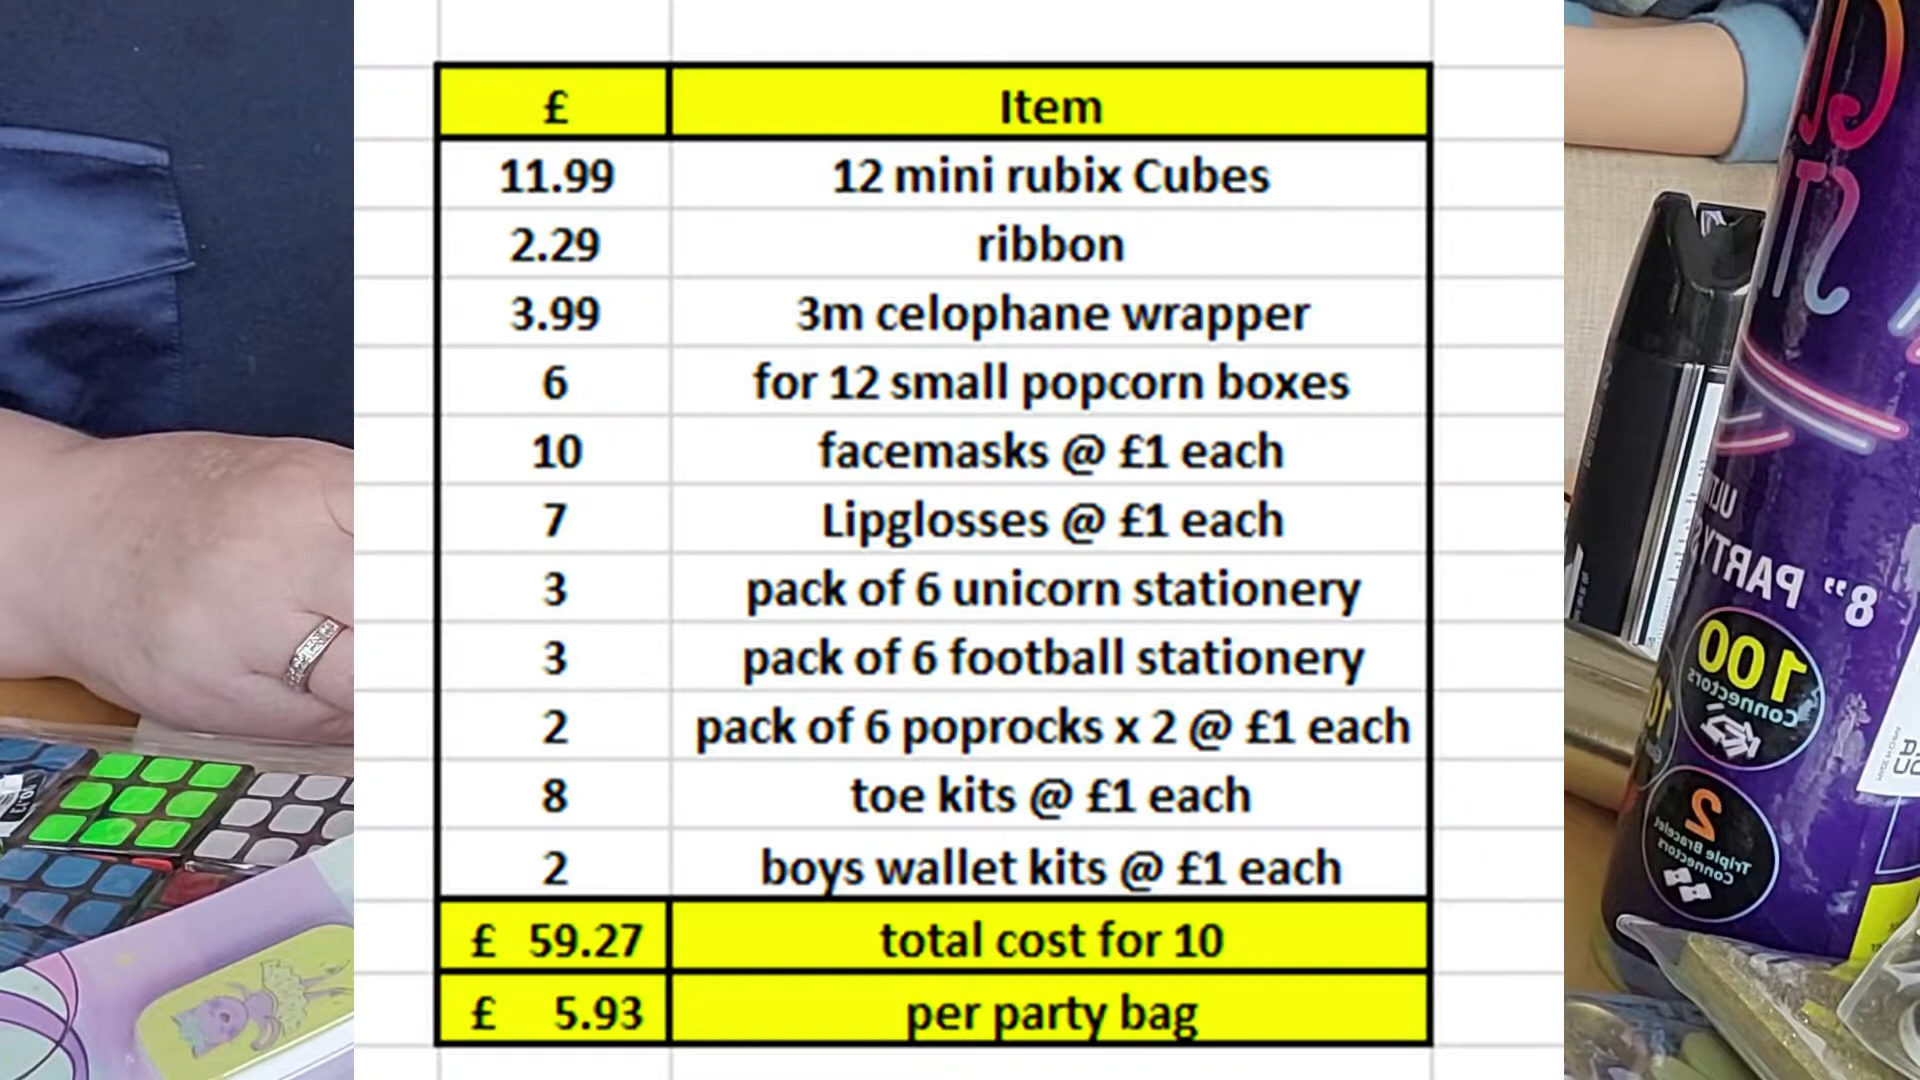 £ Item
11.99 12 mini rubix Cubes
2.29 ribbon
3.99 3m celophane wrapper
6 for 12 small popcorn boxes
10 facemasks @ £1 each
7 Lipglosses @ £1 each
3 pack of 6 unicorn stationery
3 pack of 6 football stationery
2 pack of 6 poprocks x 2 @ £1 each
8 toe kits @ £1 each
2 boys wallet kits @ £1 each
£ 59.27 total cost for 10
£ 5.93 per party bag
8” PARTY
100
Connectors
2
Triple Bracelet
Connectors